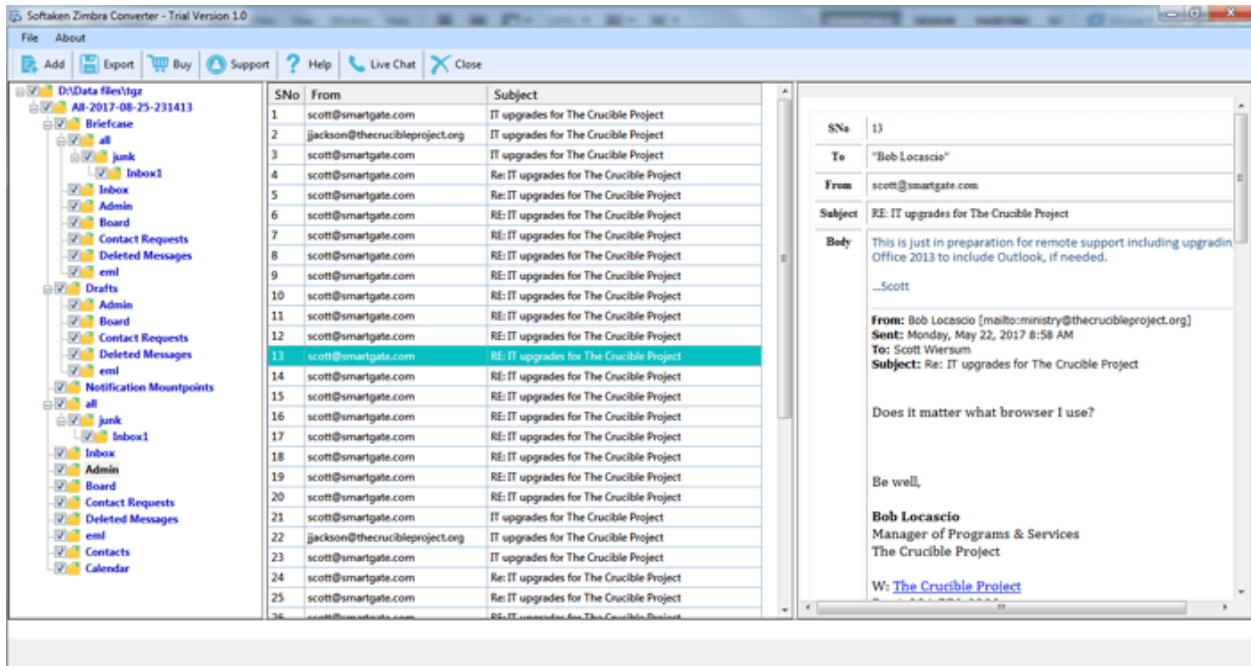 Softaken Zimbra Converter - Trial Version 1.0
File About
Add Export Buy Support Help Live Chat Close
D:\Data files\tgz
All-2017-08-25-231413
Briefcase
all
junk
Inbox1
Inbox
Admin
Board
Contact Requests
Deleted Messages
eml
Drafts
Admin
Board
Contact Requests
Deleted Messages
eml
Notification Mountpoints
all
junk
Inbox1
Inbox
Admin
Board
Contact Requests
Deleted Messages
eml
Contacts
Calendar
SNo From Subject
1 scott@smartgate.com IT upgrades for The Crucible Project
2 jjackson@thecrucibleproject.org IT upgrades for The Crucible Project
3 scott@smartgate.com IT upgrades for The Crucible Project
4 scott@smartgate.com Re: IT upgrades for The Crucible Project
5 scott@smartgate.com Re: IT upgrades for The Crucible Project
6 scott@smartgate.com RE: IT upgrades for The Crucible Project
7 scott@smartgate.com RE: IT upgrades for The Crucible Project
8 scott@smartgate.com RE: IT upgrades for The Crucible Project
9 scott@smartgate.com RE: IT upgrades for The Crucible Project
10 scott@smartgate.com RE: IT upgrades for The Crucible Project
11 scott@smartgate.com RE: IT upgrades for The Crucible Project
12 scott@smartgate.com RE: IT upgrades for The Crucible Project
13 scott@smartgate.com RE: IT upgrades for The Crucible Project
14 scott@smartgate.com RE: IT upgrades for The Crucible Project
15 scott@smartgate.com RE: IT upgrades for The Crucible Project
16 scott@smartgate.com RE: IT upgrades for The Crucible Project
17 scott@smartgate.com RE: IT upgrades for The Crucible Project
18 scott@smartgate.com RE: IT upgrades for The Crucible Project
19 scott@smartgate.com RE: IT upgrades for The Crucible Project
20 scott@smartgate.com RE: IT upgrades for The Crucible Project
21 scott@smartgate.com IT upgrades for The Crucible Project
22 jjackson@thecrucibleproject.org IT upgrades for The Crucible Project
23 scott@smartgate.com IT upgrades for The Crucible Project
24 scott@smartgate.com Re: IT upgrades for The Crucible Project
25 scott@smartgate.com Re: IT upgrades for The Crucible Project
SNo 13
To "Bob Locascio"
From scott@smartgate.com
Subject RE: IT upgrades for The Crucible Project
Body This is just in preparation for remote support including upgradin
Office 2013 to include Outlook, if needed.
...Scott
From: Bob Locascio [mailto:ministry@thecrucibleproject.org]
Sent: Monday, May 22, 2017 8:58 AM
To: Scott Wiersum
Subject: Re: IT upgrades for The Crucible Project
Does it matter what browser I use?
Be well,
Bob Locascio
Manager of Programs & Services
The Crucible Project
W: The Crucible Project